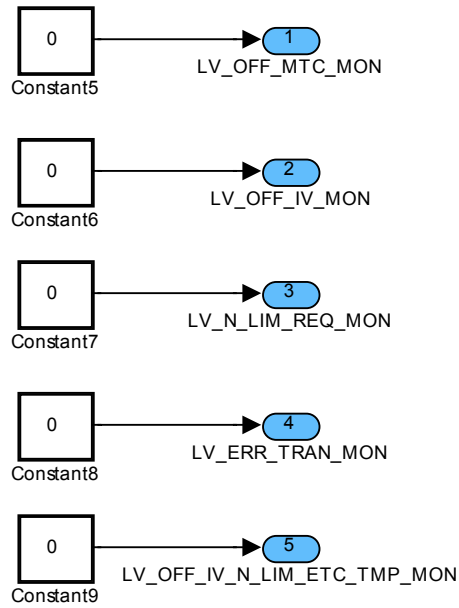 0
1
LV_OFF_MTC_MON
Constant5
0
2
LV_OFF_IV_MON
Constant6
0
3
LV_N_LIM_REQ_MON
Constant7
0
4
LV_ERR_TRAN_MON
Constant8
0
5
LV_OFF_IV_N_LIM_ETC_TMP_MON
Constant9